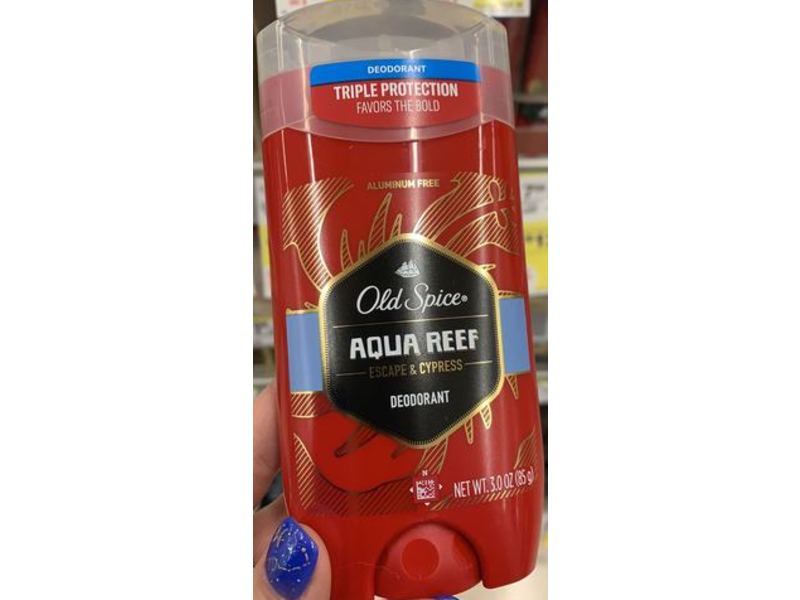 DEODORANT
TRIPLE PROTECTION
FAVORS THE BOLD
ALUMINUM FREE
Old Spice®
AQUA REEF
ESCAPE & CYPRESS
DEODORANT
N
NET WT. 3.0 OZ (85 g)